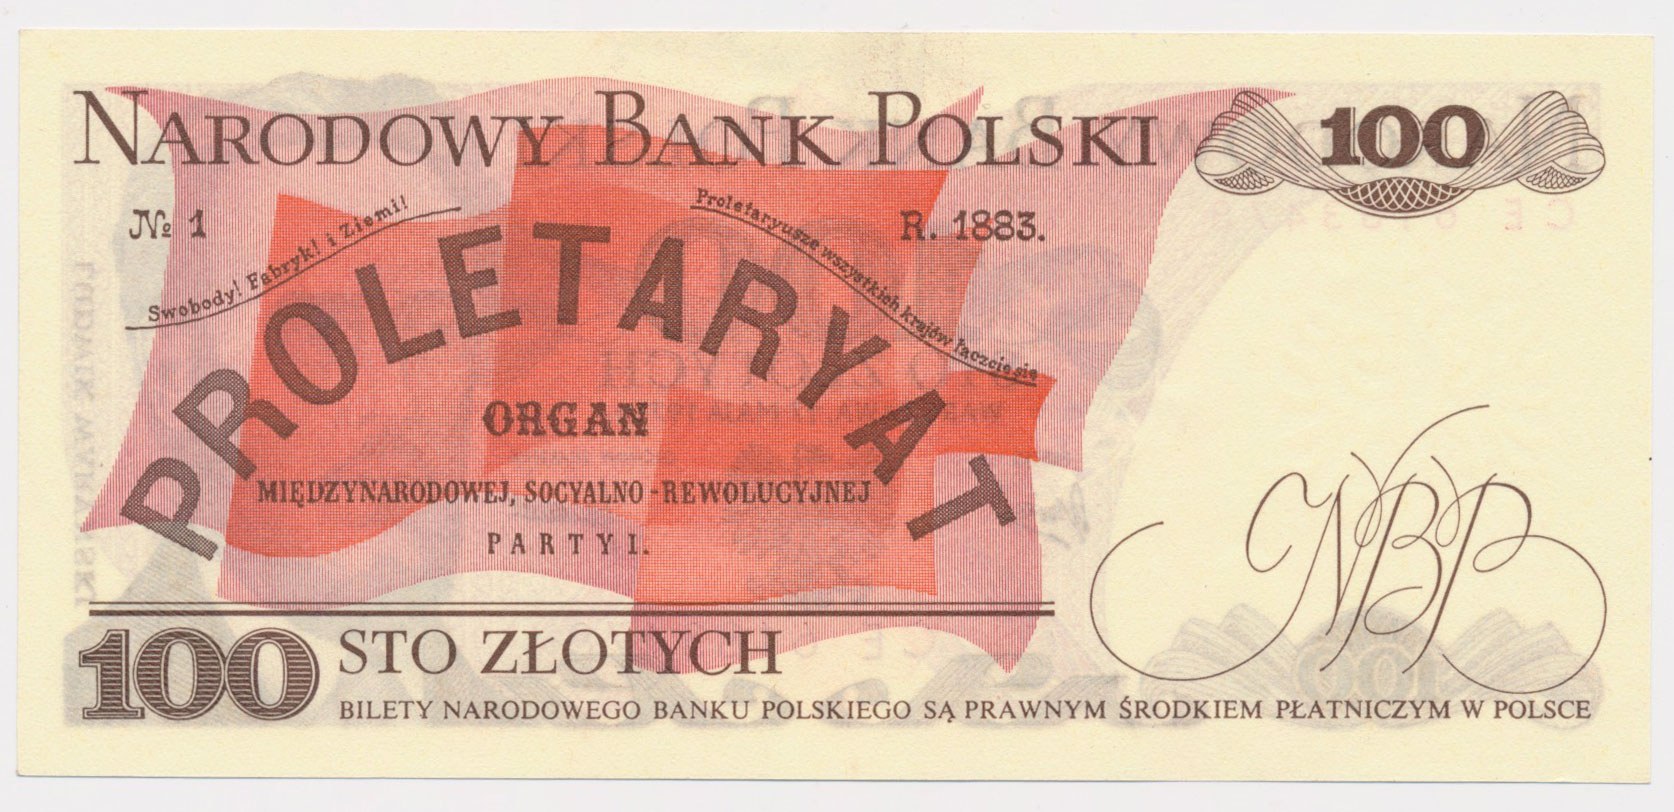 NARODOWY BANK POLSKI 100
№ 1 R. 1883.
Swobody! Fabryk! i Ziemi!
Proletaryusze wszystkich krajów łączcie się
PROLETARYAT
ORGAN
MIĘDZYNARODOWEJ, SOCYALNO-REWOLUCYJNEJ
PARTYI.
NBP
100 STO ZŁOTYCH
BILETY NARODOWEGO BANKU POLSKIEGO SĄ PRAWNYM ŚRODKIEM PŁATNICZYM W POLSCE